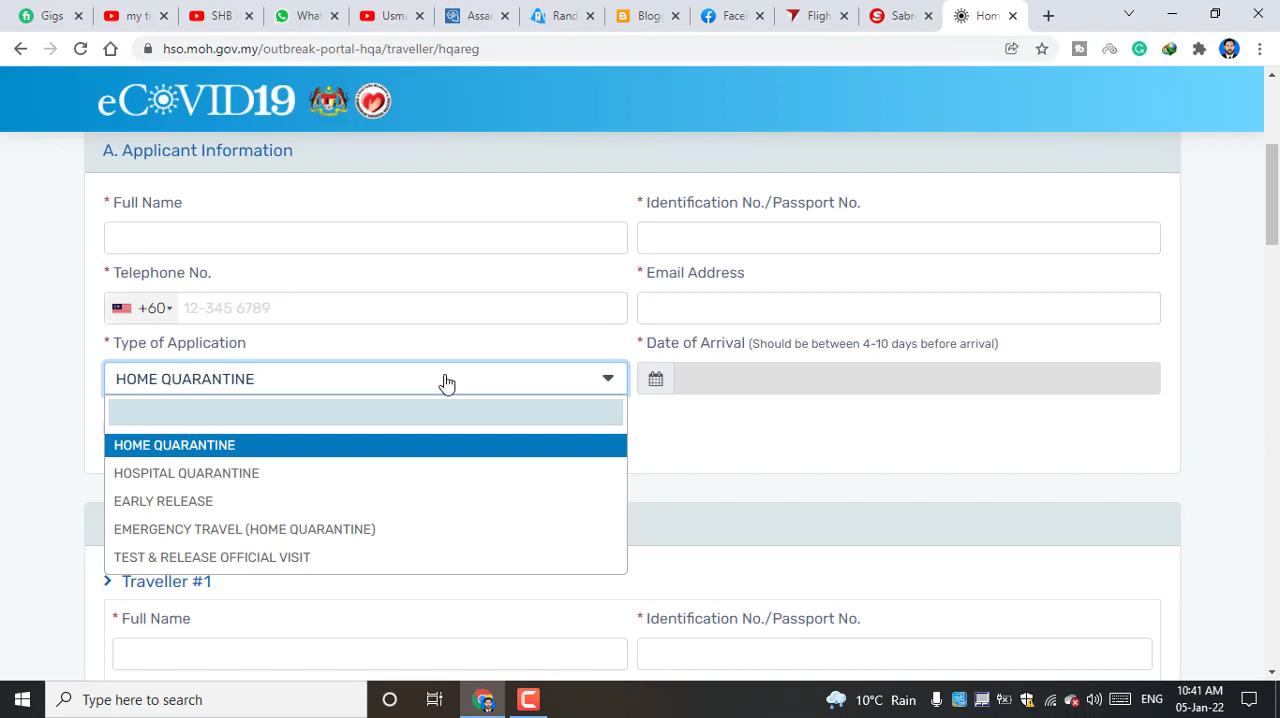 Gigs
my ti
SHB
What
Usma
Assa
Rand
Blogg
Facel
Fligh
Sabre
Hom
hso.moh.gov.my/outbreak-portal-hqa/traveller/hqareg
eCOVID19
A. Applicant Information
* Full Name
* Identification No./Passport No.
* Telephone No.
* Email Address
+60 12-345 6789
* Type of Application
* Date of Arrival (Should be between 4-10 days before arrival)
HOME QUARANTINE
HOME QUARANTINE
HOSPITAL QUARANTINE
EARLY RELEASE
EMERGENCY TRAVEL (HOME QUARANTINE)
TEST & RELEASE OFFICIAL VISIT
Traveller #1
* Full Name
* Identification No./Passport No.
Type here to search
10°C Rain
ENG
10:41 AM
05-Jan-22